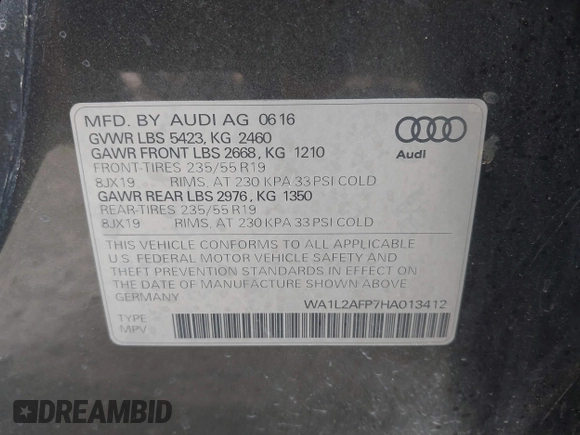 MFD. BY AUDI AG 0616
GVWR LBS 5423, KG 2460
GAWR FRONT LBS 2668, KG 1210
FRONT-TIRES 235/55 R19
8JX19 RIMS, AT 230 KPA 33 PSI COLD
GAWR REAR LBS 2976, KG 1350
REAR-TIRES 235/55 R19
8JX19 RIMS, AT 230 KPA 33 PSI COLD
Audi
THIS VEHICLE CONFORMS TO ALL APPLICABLE
U.S. FEDERAL MOTOR VEHICLE SAFETY AND
THEFT PREVENTION STANDARDS IN EFFECT ON
THE DATE OF MANUFACTURE SHOWN ABOVE
GERMANY WA1L2AFP7HA013412
TYPE
MPV
DREAMBID